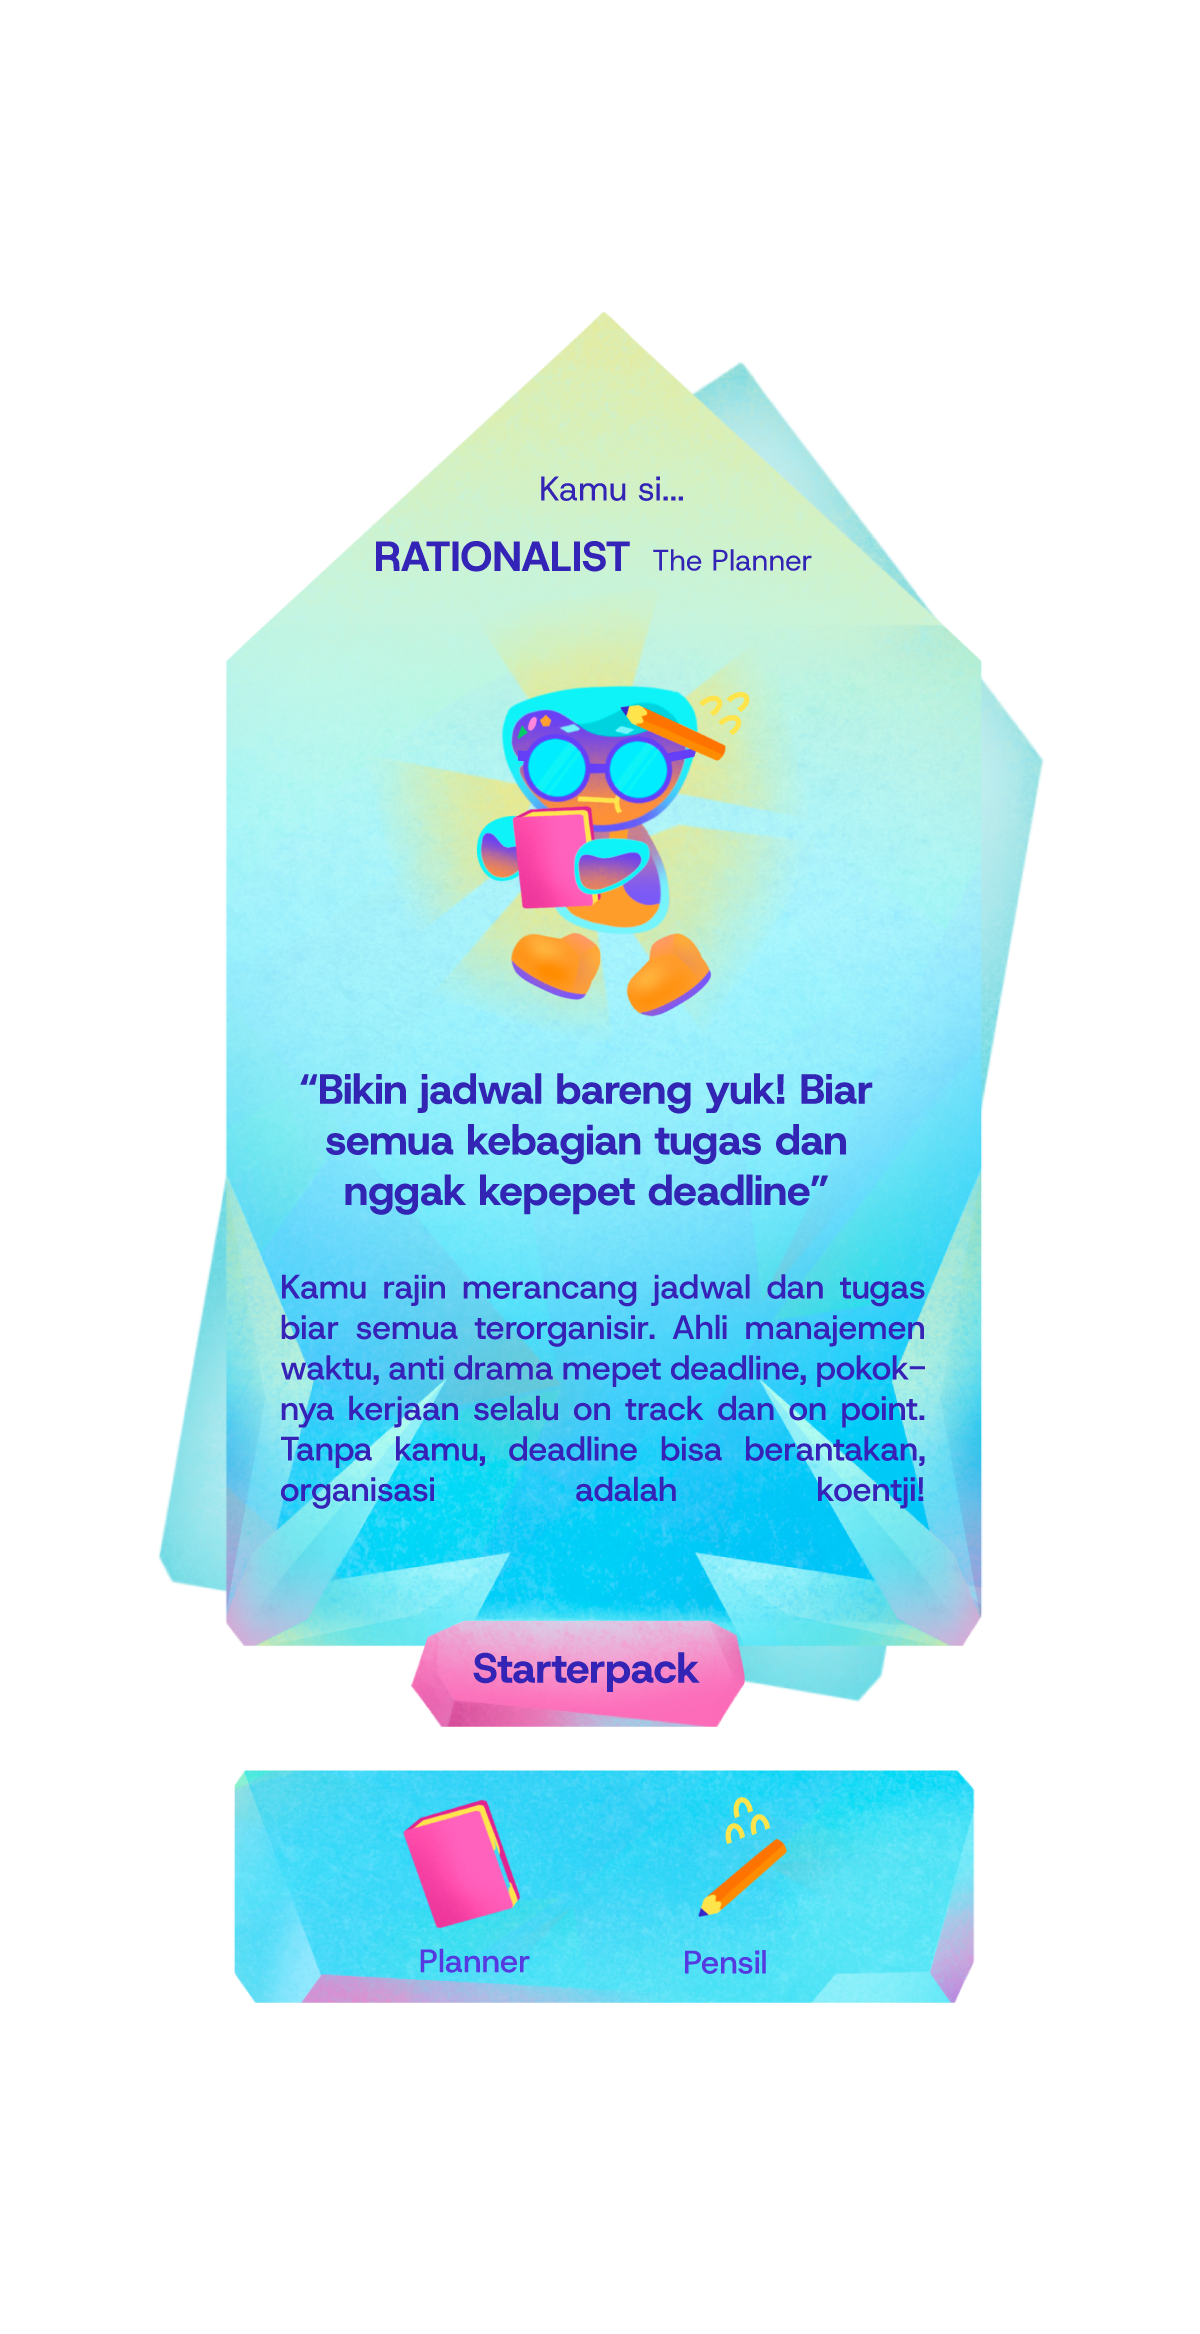 Kamu si...
RATIONALIST The Planner
“Bikin jadwal bareng yuk! Biar
semua kebagian tugas dan
nggak kepepet deadline”
Kamu rajin merancang jadwal dan tugas
biar semua terorganisir. Ahli manajemen
waktu, anti drama mepet deadline, pokok-
nya kerjaan selalu on track dan on point.
Tanpa kamu, deadline bisa berantakan,
organisasi adalah koentji!
Starterpack
Planner Pensil